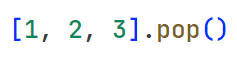 [1, 2, 3].pop()